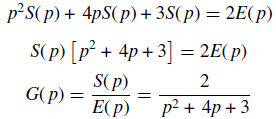 p²S(p) + 4pS(p) + 3S(p) = 2E(p)
S(p) [p² + 4p + 3] = 2E(p)
G(p) = S(p)/E(p) = 2/(p² + 4p + 3)